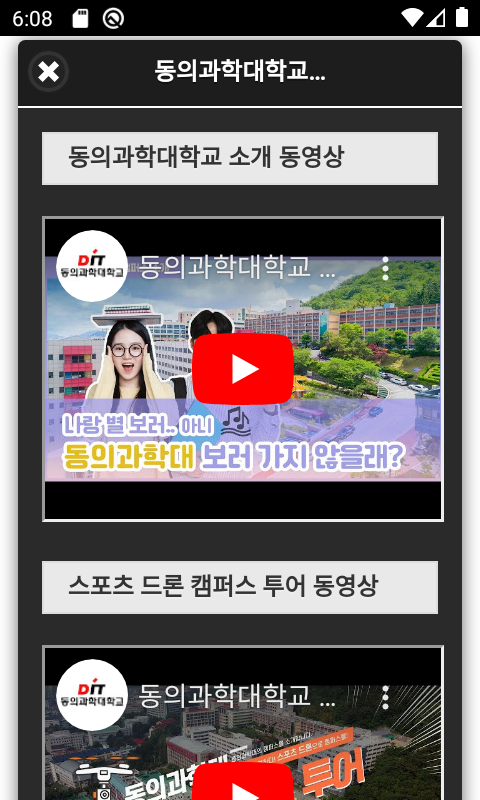 6:08
동의과학대학교...
동의과학대학교 소개 동영상
DIT
동의과학대학교
동의과학대학교 ...
나랑 별 보러.. 아니
동의과학대 보러 가지 않을래?
스포츠 드론 캠퍼스 투어 동영상
DIT
동의과학대학교
동의과학대학교 ...
투어